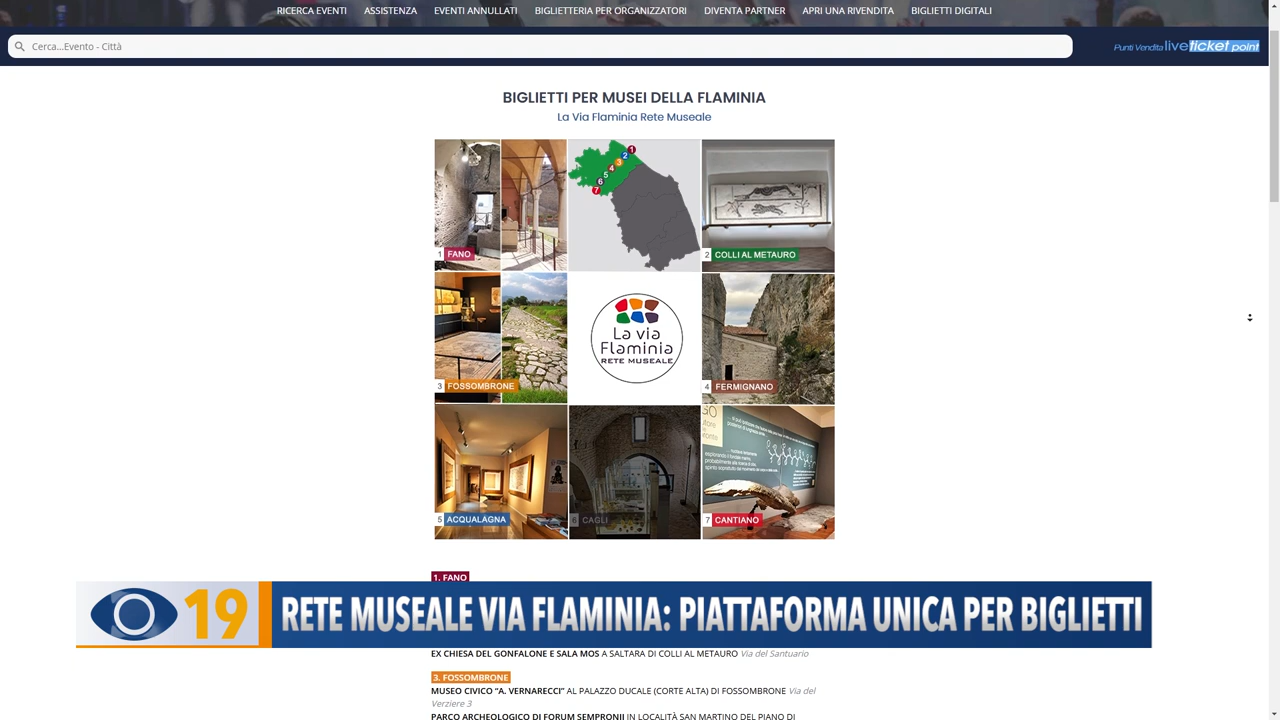 RICERCA EVENTI ASSISTENZA EVENTI ANNULLATI BIGLIETTERIA PER ORGANIZZATORI DIVENTA PARTNER APRI UNA RIVENDITA BIGLIETTI DIGITALI
Cerca...Evento - Città
Punti Vendita liveticket point
BIGLIETTI PER MUSEI DELLA FLAMINIA
La Via Flaminia Rete Museale
1
2
3
4
5
6
7
1 FANO
2 COLLI AL METAURO
La via
Flaminia
RETE MUSEALE
3 FOSSOMBRONE
4 FERMIGNANO
5 ACQUALAGNA
6 CAGLI
7 CANTIANO
1. FANO
19 RETE MUSEALE VIA FLAMINIA: PIATTAFORMA UNICA PER BIGLIETTI
EX CHIESA DEL GONFALONE E SALA MOS A SALTARA DI COLLI AL METAURO Via del Santuario
3. FOSSOMBRONE
MUSEO CIVICO “A. VERNARECCI” AL PALAZZO DUCALE (CORTE ALTA) DI FOSSOMBRONE Via del
Verziere 3
PARCO ARCHEOLOGICO DI FORUM SEMPRONII IN LOCALITÀ SAN MARTINO DEL PIANO DI